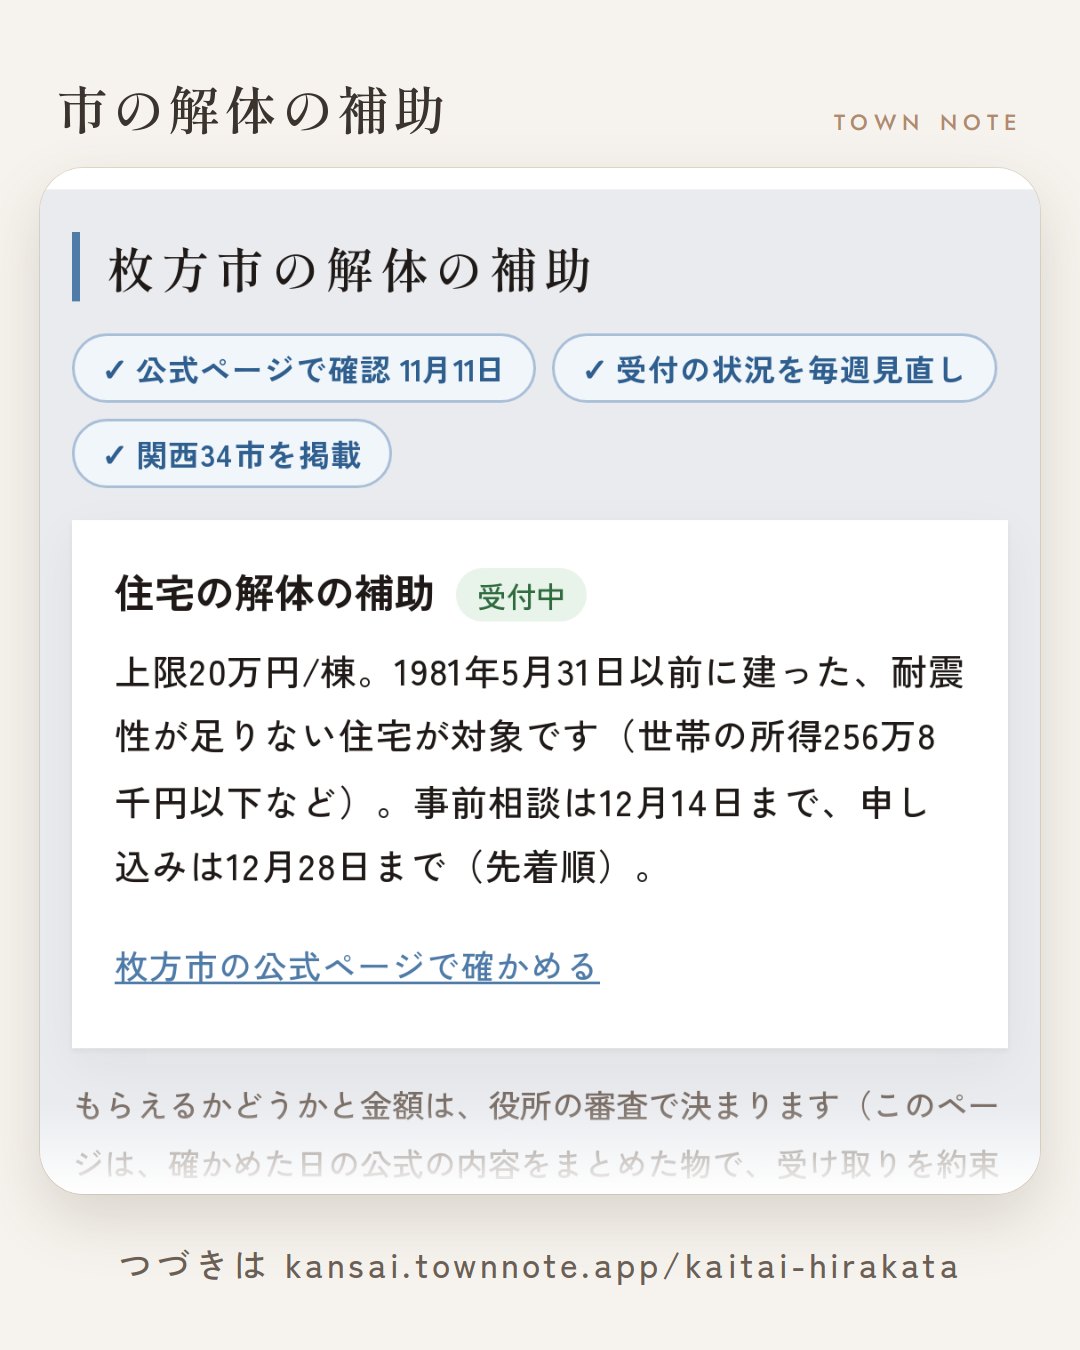 市の解体の補助
TOWN NOTE
枚方市の解体の補助
✓ 公式ページで確認 11月11日
✓ 受付の状況を毎週見直し
✓ 関西34市を掲載
住宅の解体の補助 受付中
上限20万円/棟。1981年5月31日以前に建った、耐震
性が足りない住宅が対象です（世帯の所得256万8
千円以下など）。事前相談は12月14日まで、申し
込みは12月28日まで（先着順）。
枚方市の公式ページで確かめる
もらえるかどうかと金額は、役所の審査で決まります（このペー
ジは、確かめた日の公式の内容をまとめた物で、受け取りを約束
つづきは kansai.townnote.app/kaitai-hirakata